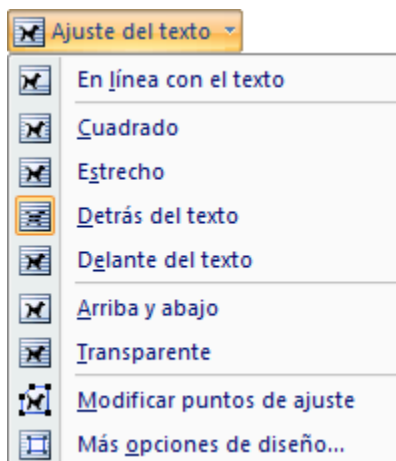 Ajuste del texto
En línea con el texto
Cuadrado
Estrecho
Detrás del texto
Delante del texto
Arriba y abajo
Transparente
Modificar puntos de ajuste
Más opciones de diseño...